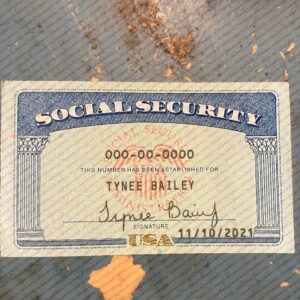 SOCIAL SECURITY
000-00-0000
THIS NUMBER HAS BEEN ESTABLISHED FOR
TYNEE BAILEY
Tynee Bailey
SIGNATURE
USA 11/10/2021